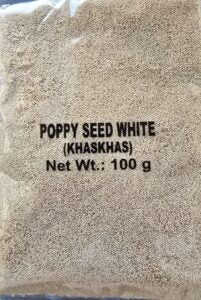 POPPY SEED WHITE
(KHASKHAS)
Net Wt.: 100 g